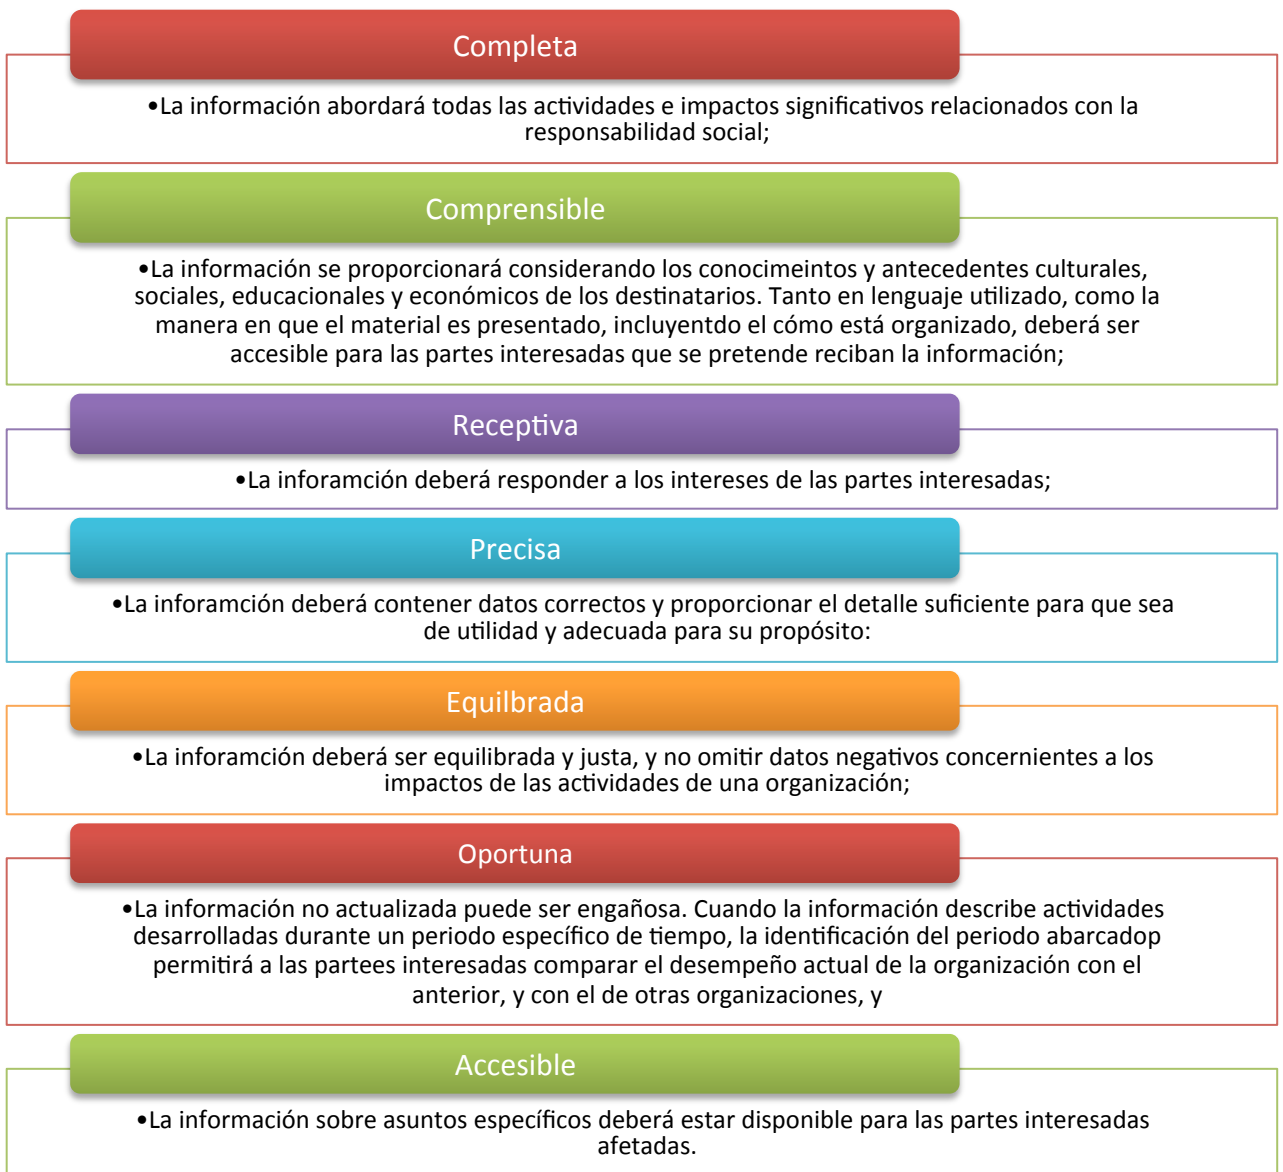 Completa
•La información abordará todas las actividades e impactos significativos relacionados con la
responsabilidad social;
Comprensible
•La información se proporcionará considerando los conocimeintos y antecedentes culturales,
sociales, educacionales y económicos de los destinatarios. Tanto en lenguaje utilizado, como la
manera en que el material es presentado, incluyentdo el cómo está organizado, deberá ser
accesible para las partes interesadas que se pretende reciban la información;
Receptiva
•La inforamción deberá responder a los intereses de las partes interesadas;
Precisa
•La inforamción deberá contener datos correctos y proporcionar el detalle suficiente para que sea
de utilidad y adecuada para su propósito:
Equilbrada
•La inforamción deberá ser equilibrada y justa, y no omitir datos negativos concernientes a los
impactos de las actividades de una organización;
Oportuna
•La información no actualizada puede ser engañosa. Cuando la información describe actividades
desarrolladas durante un periodo específico de tiempo, la identificación del periodo abarcadop
permitirá a las partees interesadas comparar el desempeño actual de la organización con el
anterior, y con el de otras organizaciones, y
Accesible
•La información sobre asuntos específicos deberá estar disponible para las partes interesadas
afetadas.